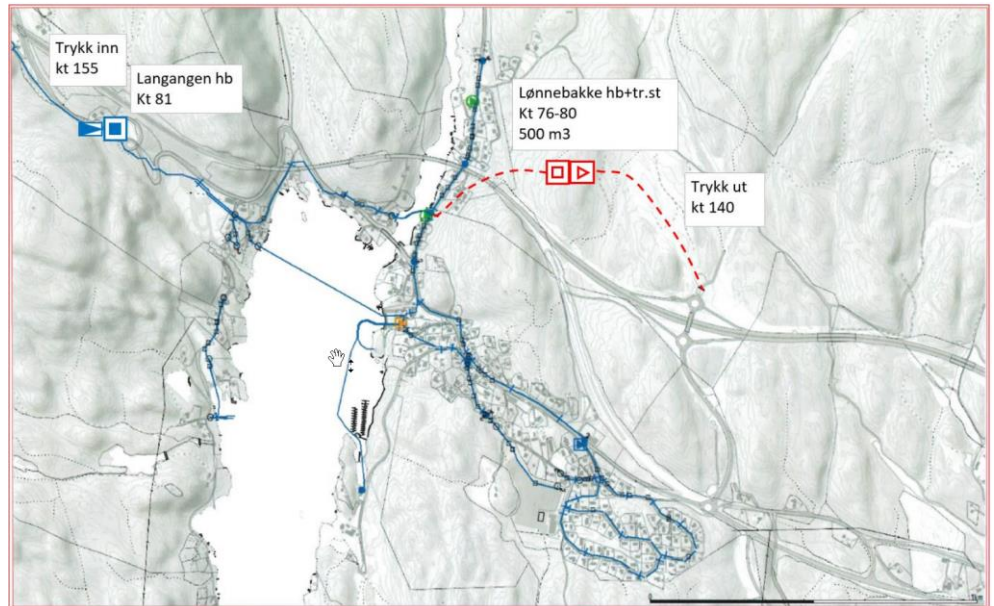 Trykk inn
kt 155
Langangen hb
Kt 81
Lønnebakke hb+tr.st
Kt 76-80
500 m3
Trykk ut
kt 140